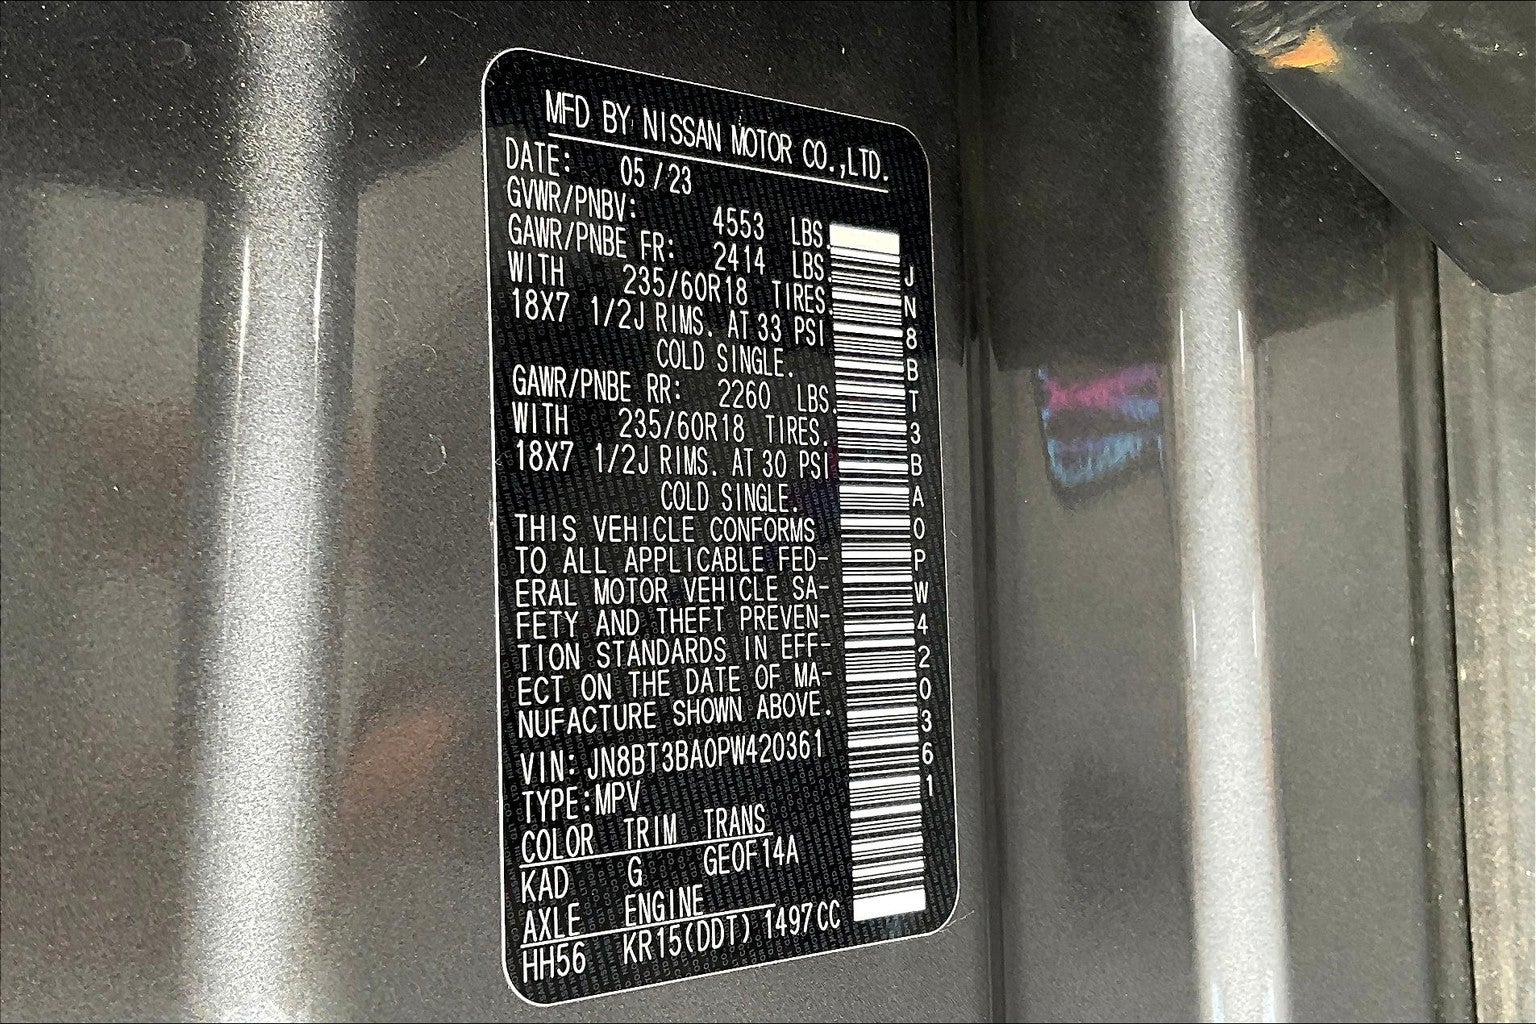 MFD BY NISSAN MOTOR CO.,LTD.
DATE: 05/23
GVWR/PNBV: 4553 LBS.
GAWR/PNBE FR: 2414 LBS.
WITH 235/60R18 TIRES.
18X7 1/2J RIMS. AT 33 PSI
COLD SINGLE.
GAWR/PNBE RR: 2260 LBS.
WITH 235/60R18 TIRES.
18X7 1/2J RIMS. AT 30 PSI
COLD SINGLE.
THIS VEHICLE CONFORMS
TO ALL APPLICABLE FED-
ERAL MOTOR VEHICLE SA-
FETY AND THEFT PREVEN-
TION STANDARDS IN EFF-
ECT ON THE DATE OF MA-
NUFACTURE SHOWN ABOVE.
VIN: JN8BT3BA0PW420361
TYPE:MPV
COLOR TRIM TRANS
KAD G GE0F14A
AXLE ENGINE
HH56 KR15(DDT) 1497CC
JN8BT3BA0PW420361